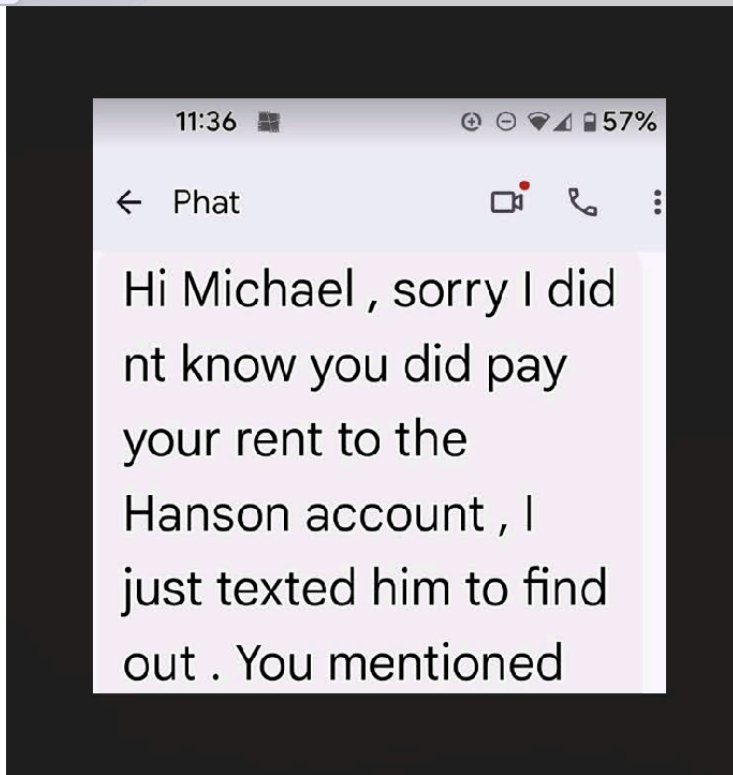 11:36
57%
Phat
Hi Michael , sorry I did
nt know you did pay
your rent to the
Hanson account , I
just texted him to find
out . You mentioned